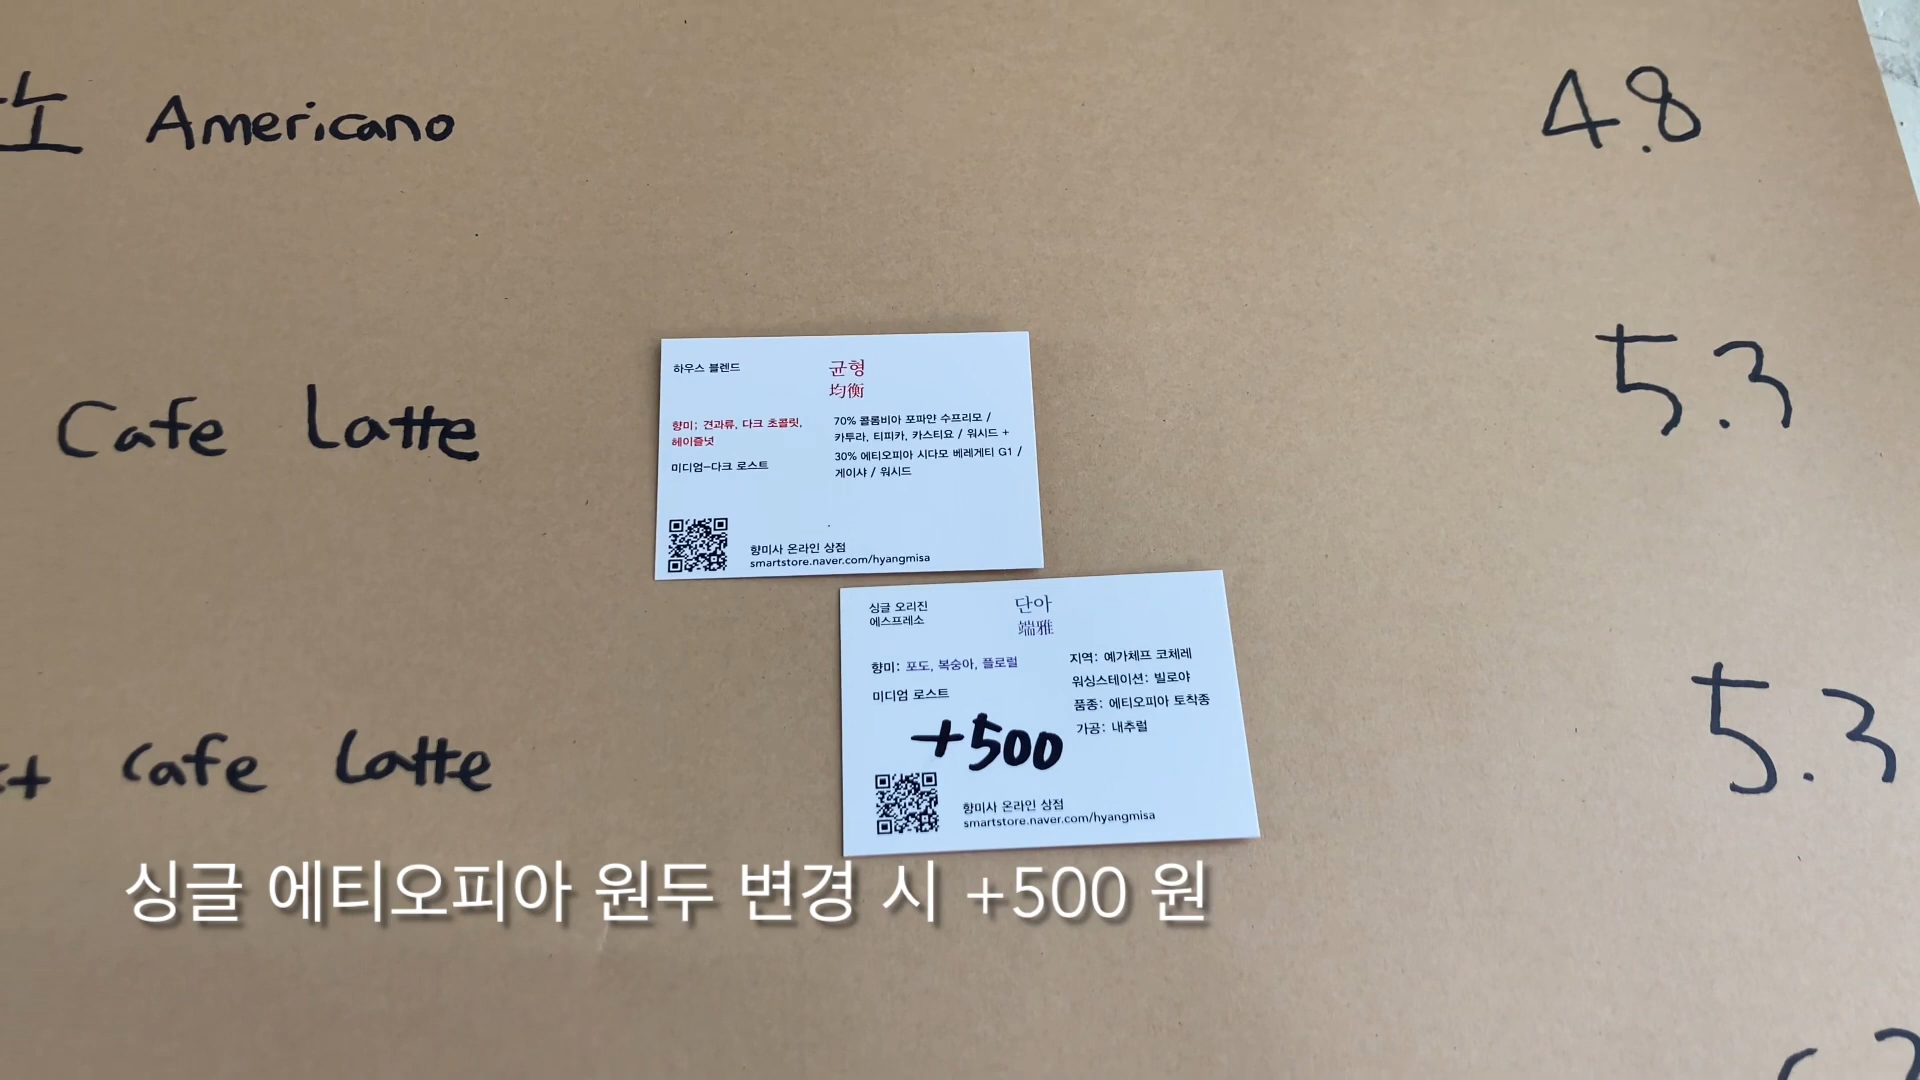 노 Americano 4.8
Cafe Latte 5.3
하우스 블렌드
균형
均衡
향미; 견과류, 다크 초콜릿,
헤이즐넛
미디엄-다크 로스트
70% 콜롬비아 포파얀 수프리모 /
카투라, 티피카, 카스티요 / 워시드 +
30% 에티오피아 시다모 베레게티 G1 /
게이샤 / 워시드
향미사 온라인 상점
smartstore.naver.com/hyangmisa
싱글 오리진
에스프레소
단아
端雅
향미: 포도, 복숭아, 플로럴
미디엄 로스트
지역: 예가체프 코체레
워싱스테이션: 빌로야
품종: 에티오피아 토착종
가공: 내추럴
+500
향미사 온라인 상점
smartstore.naver.com/hyangmisa
Cafe Latte 5.3
싱글 에티오피아 원두 변경 시 +500 원